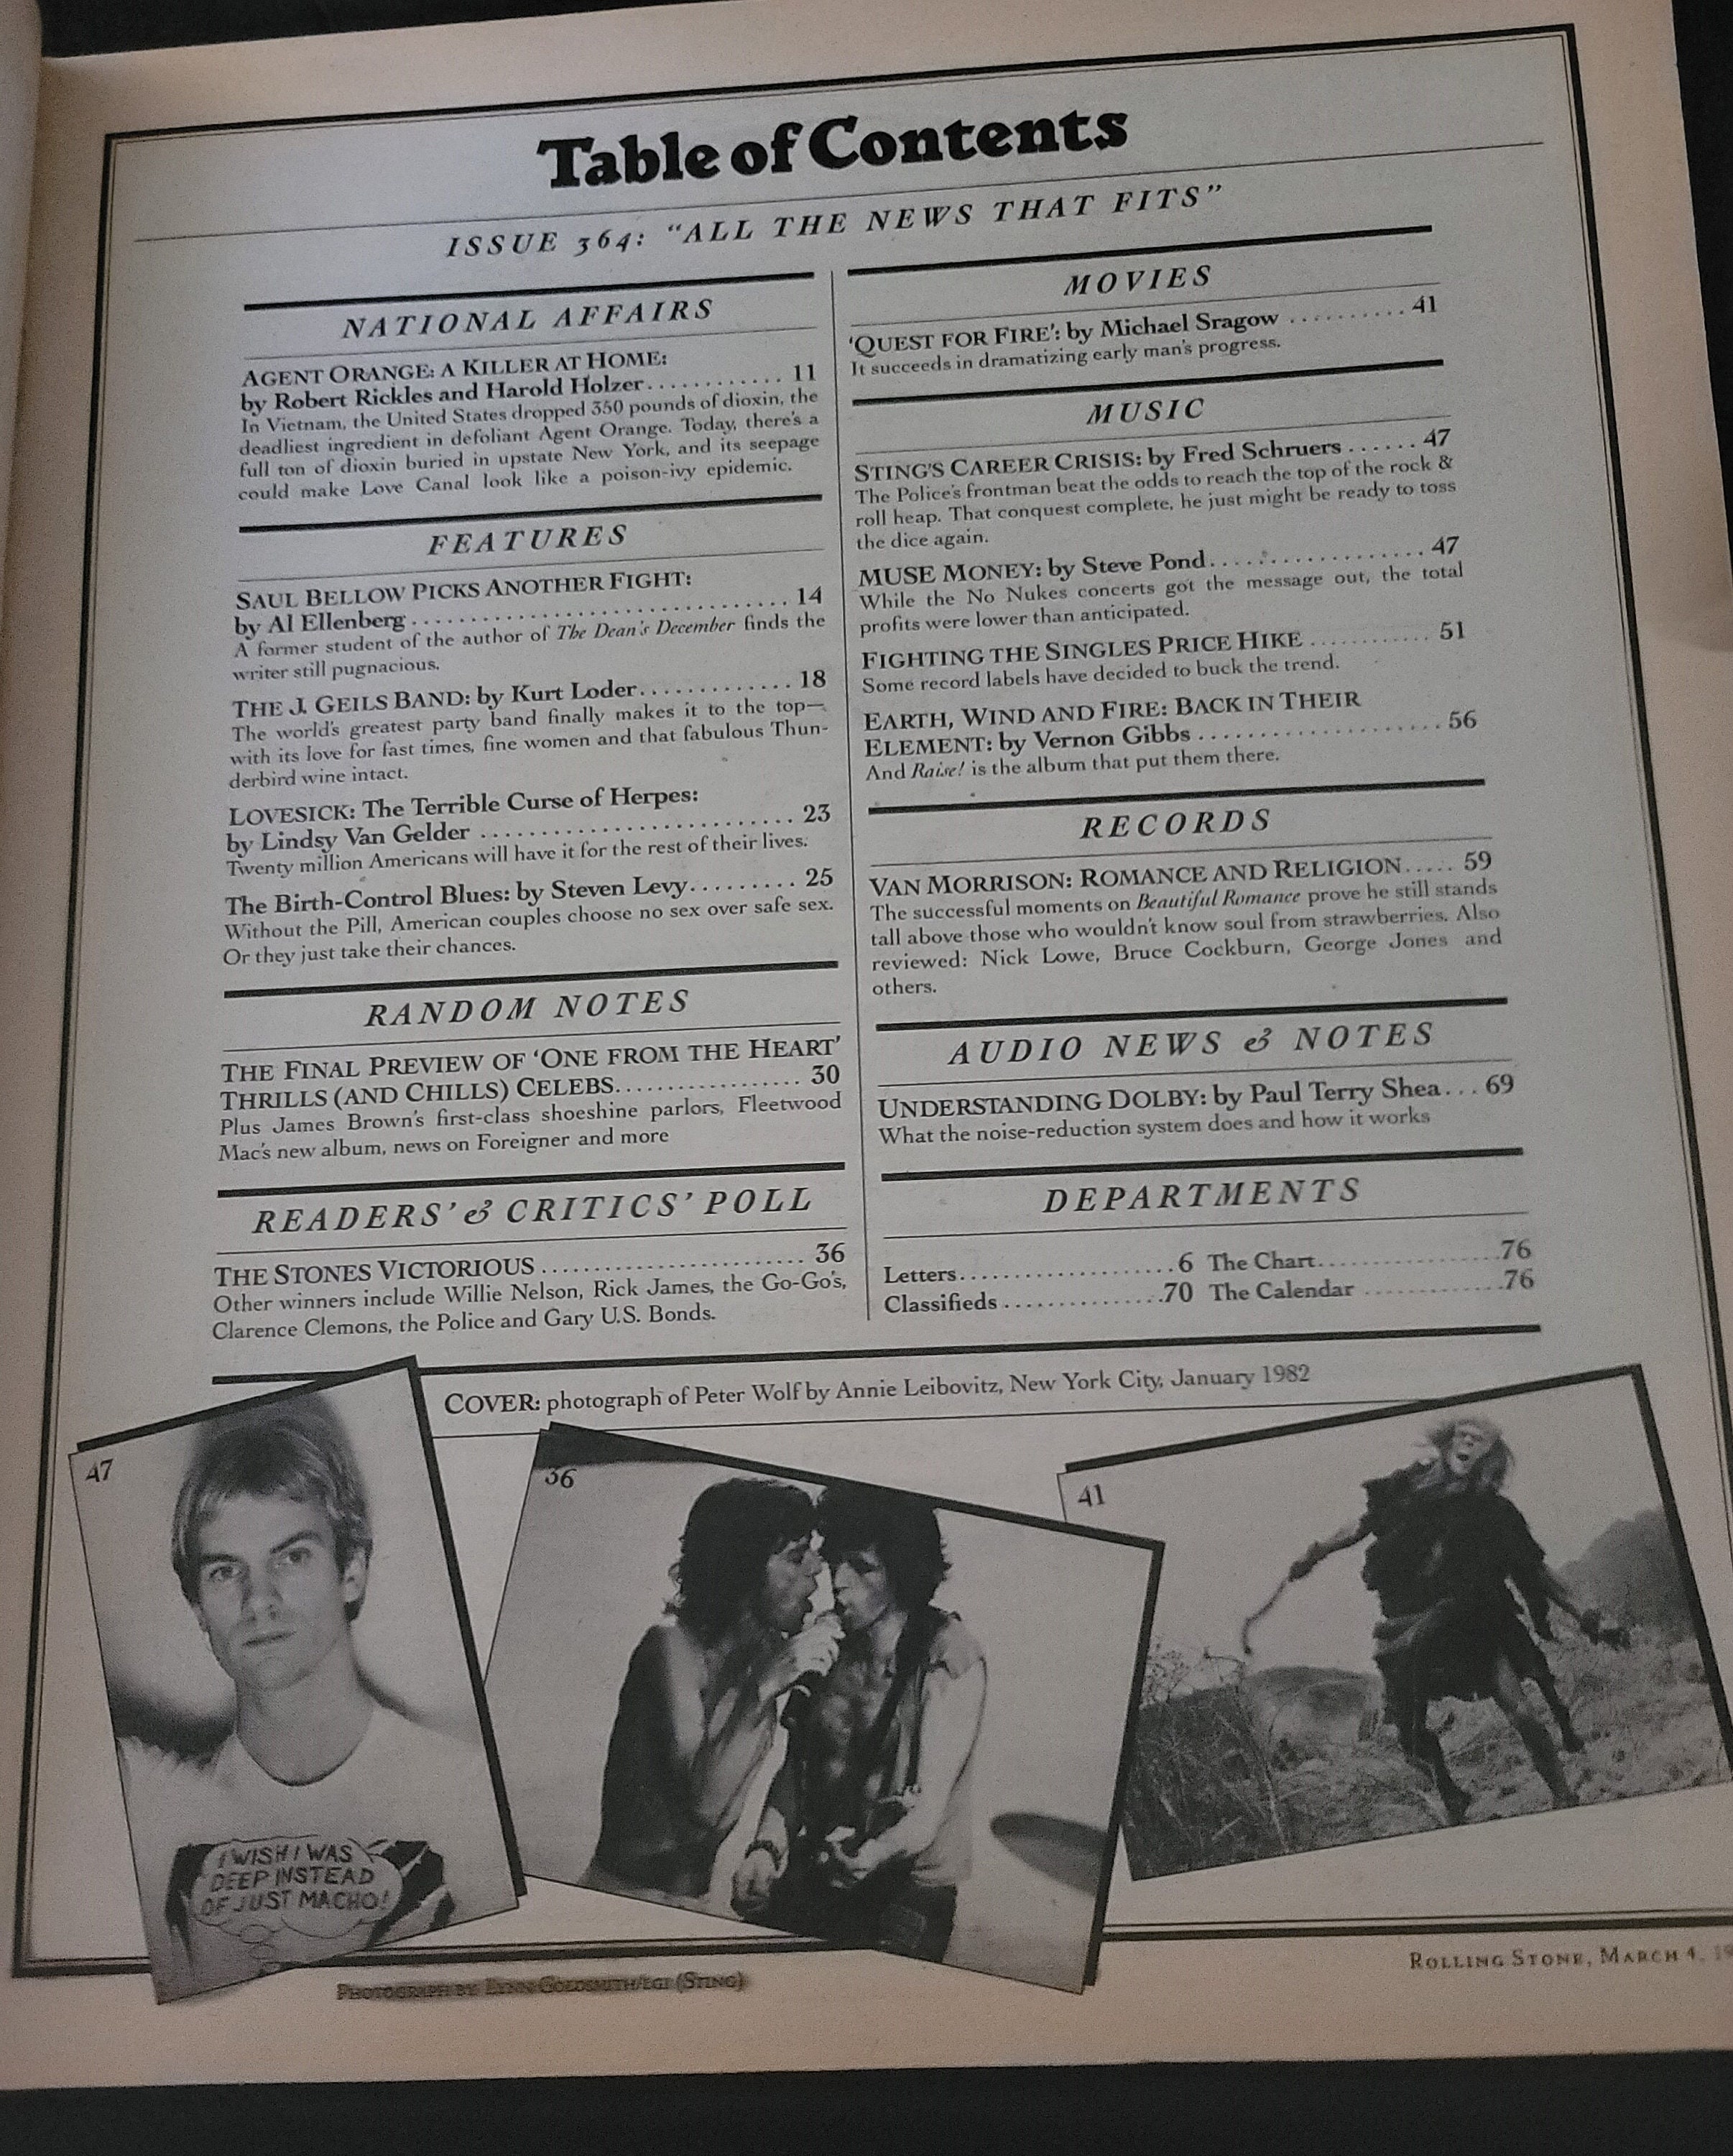 Table of Contents
ISSUE 364: “ALL THE NEWS THAT FITS”
NATIONAL AFFAIRS
AGENT ORANGE: A KILLER AT HOME:
by Robert Rickles and Harold Holzer............ 11
In Vietnam, the United States dropped 350 pounds of dioxin, the
deadliest ingredient in defoliant Agent Orange. Today, there's a
full ton of dioxin buried in upstate New York, and its seepage
could make Love Canal look like a poison-ivy epidemic.
FEATURES
SAUL BELLOW PICKS ANOTHER FIGHT:
by Al Ellenberg ................................ 14
A former student of the author of The Dean's December finds the
writer still pugnacious.
THE J. GEILS BAND: by Kurt Loder............. 18
The world's greatest party band finally makes it to the top—
with its love for fast times, fine women and that fabulous Thun-
derbird wine intact.
LOVESICK: The Terrible Curse of Herpes:
by Lindsy Van Gelder .......................... 23
Twenty million Americans will have it for the rest of their lives.
The Birth-Control Blues: by Steven Levy......... 25
Without the Pill, American couples choose no sex over safe sex.
Or they just take their chances.
RANDOM NOTES
THE FINAL PREVIEW OF ‘ONE FROM THE HEART’
THRILLS (AND CHILLS) CELEBS.................. 30
Plus James Brown's first-class shoeshine parlors, Fleetwood
Mac's new album, news on Foreigner and more
READERS’ & CRITICS’ POLL
THE STONES VICTORIOUS ......................... 36
Other winners include Willie Nelson, Rick James, the Go-Go's,
Clarence Clemons, the Police and Gary U.S. Bonds.
MOVIES
‘QUEST FOR FIRE’: by Michael Sragow .......... 41
It succeeds in dramatizing early man's progress.
MUSIC
STING'S CAREER CRISIS: by Fred Schruers ....... 47
The Police's frontman beat the odds to reach the top of the rock &
roll heap. That conquest complete, he just might be ready to toss
the dice again.
MUSE MONEY: by Steve Pond..................... 47
While the No Nukes concerts got the message out, the total
profits were lower than anticipated.
FIGHTING THE SINGLES PRICE HIKE ............ 51
Some record labels have decided to buck the trend.
EARTH, WIND AND FIRE: BACK IN THEIR
ELEMENT: by Vernon Gibbs ..................... 56
And Raise! is the album that put them there.
RECORDS
VAN MORRISON: ROMANCE AND RELIGION..... 59
The successful moments on Beautiful Romance prove he still stands
tall above those who wouldn't know soul from strawberries. Also
reviewed: Nick Lowe, Bruce Cockburn, George Jones and
others.
AUDIO NEWS & NOTES
UNDERSTANDING DOLBY: by Paul Terry Shea... 69
What the noise-reduction system does and how it works
DEPARTMENTS
Letters......................6 The Chart..................76
Classifieds ................70 The Calendar ..............76
COVER: photograph of Peter Wolf by Annie Leibovitz, New York City, January 1982
47
36
41
I WISH I WAS
DEEP INSTEAD
OF JUST MACHO!
PHOTOGRAPH BY LYNN GOLDSMITH/LGI (STING)
ROLLING STONE, MARCH 4,